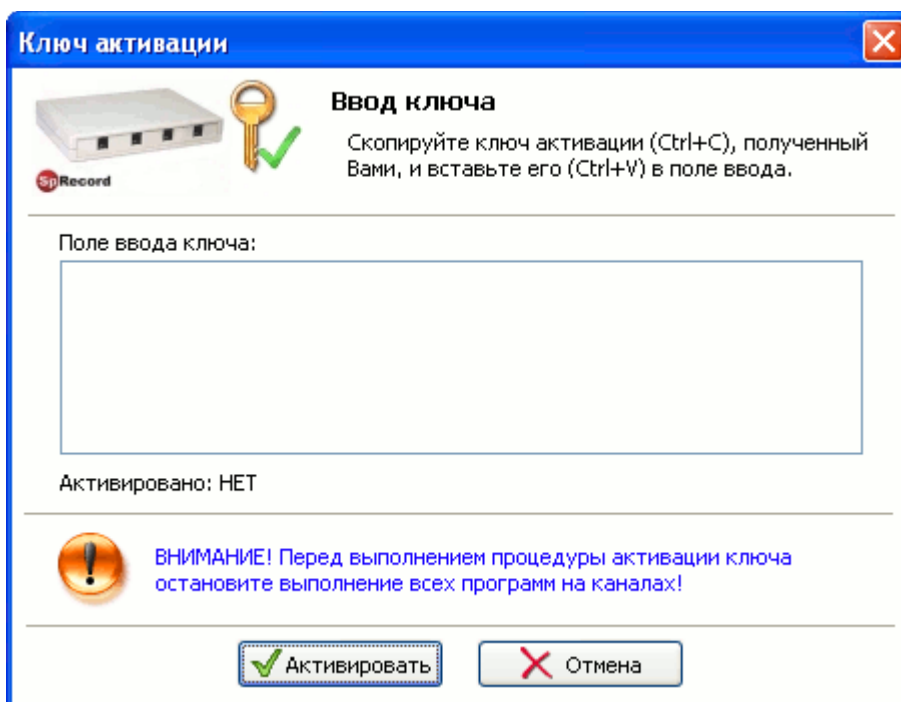 Ключ активации
Ввод ключа
Скопируйте ключ активации (Ctrl+C), полученный
Вами, и вставьте его (Ctrl+V) в поле ввода.
SpRecord
Поле ввода ключа:
Активировано: НЕТ
ВНИМАНИЕ! Перед выполнением процедуры активации ключа
остановите выполнение всех программ на каналах!
Активировать
Отмена